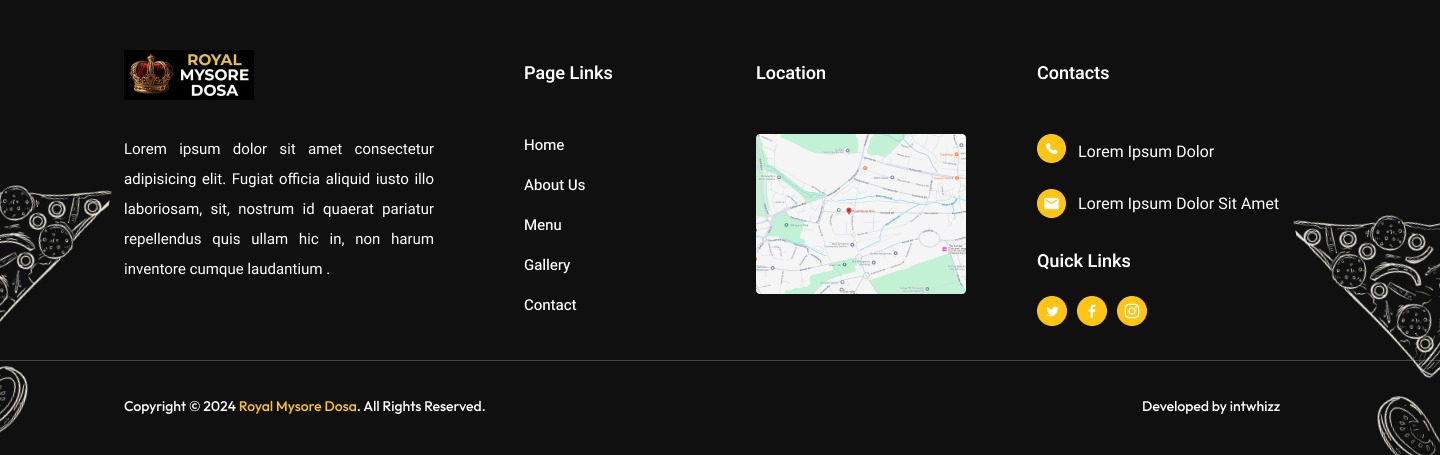 ROYAL
MYSORE
DOSA
Lorem ipsum dolor sit amet consectetur
adipisicing elit. Fugiat officia aliquid iusto illo
laboriosam, sit, nostrum id quaerat pariatur
repellendus quis ullam hic in, non harum
inventore cumque laudantium .
Page Links
Home
About Us
Menu
Gallery
Contact
Location
Contacts
Lorem Ipsum Dolor
Lorem Ipsum Dolor Sit Amet
Quick Links
Copyright © 2024 Royal Mysore Dosa. All Rights Reserved.
Developed by intwhizz